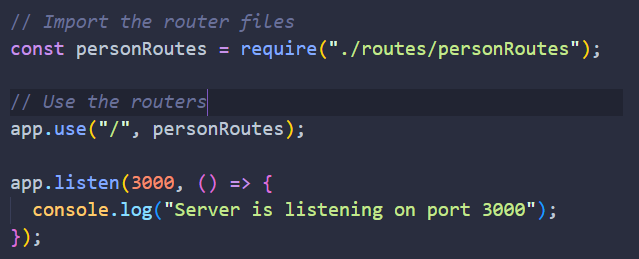 // Import the router files
const personRoutes = require("./routes/personRoutes");
// Use the routers
app.use("/", personRoutes);
app.listen(3000, () => {
  console.log("Server is listening on port 3000");
});